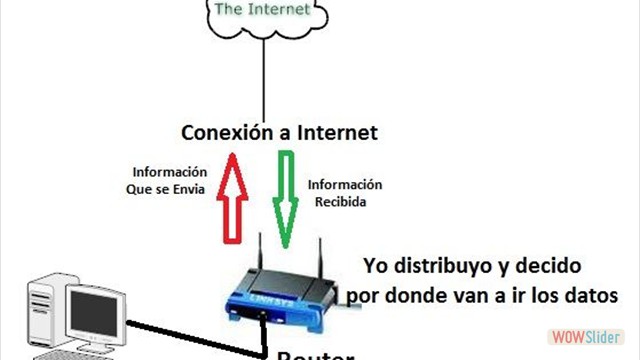 The Internet
Conexión a Internet
Información
Que se Envia
Información
Recibida
Yo distribuyo y decido
por donde van a ir los datos
LINKSYS
Router
WOWSlider